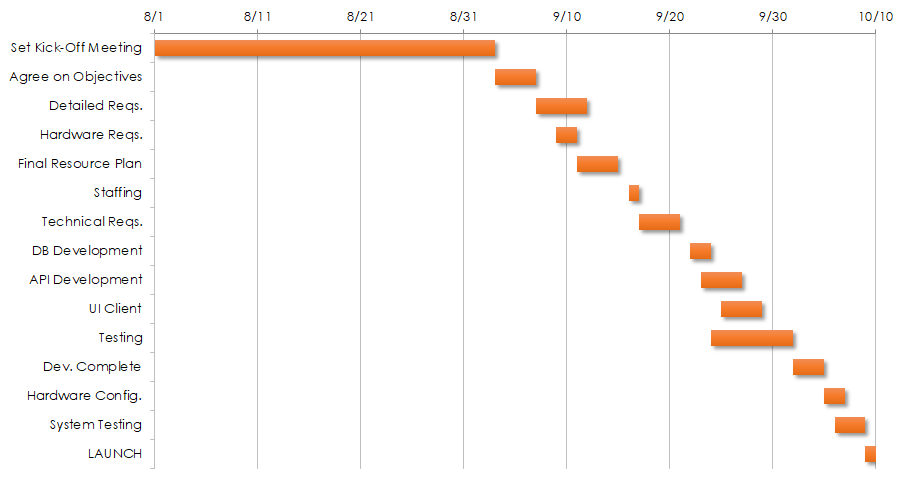 8/1 8/11 8/21 8/31 9/10 9/20 9/30 10/10
Set Kick-Off Meeting
Agree on Objectives
Detailed Reqs.
Hardware Reqs.
Final Resource Plan
Staffing
Technical Reqs.
DB Development
API Development
UI Client
Testing
Dev. Complete
Hardware Config.
System Testing
LAUNCH